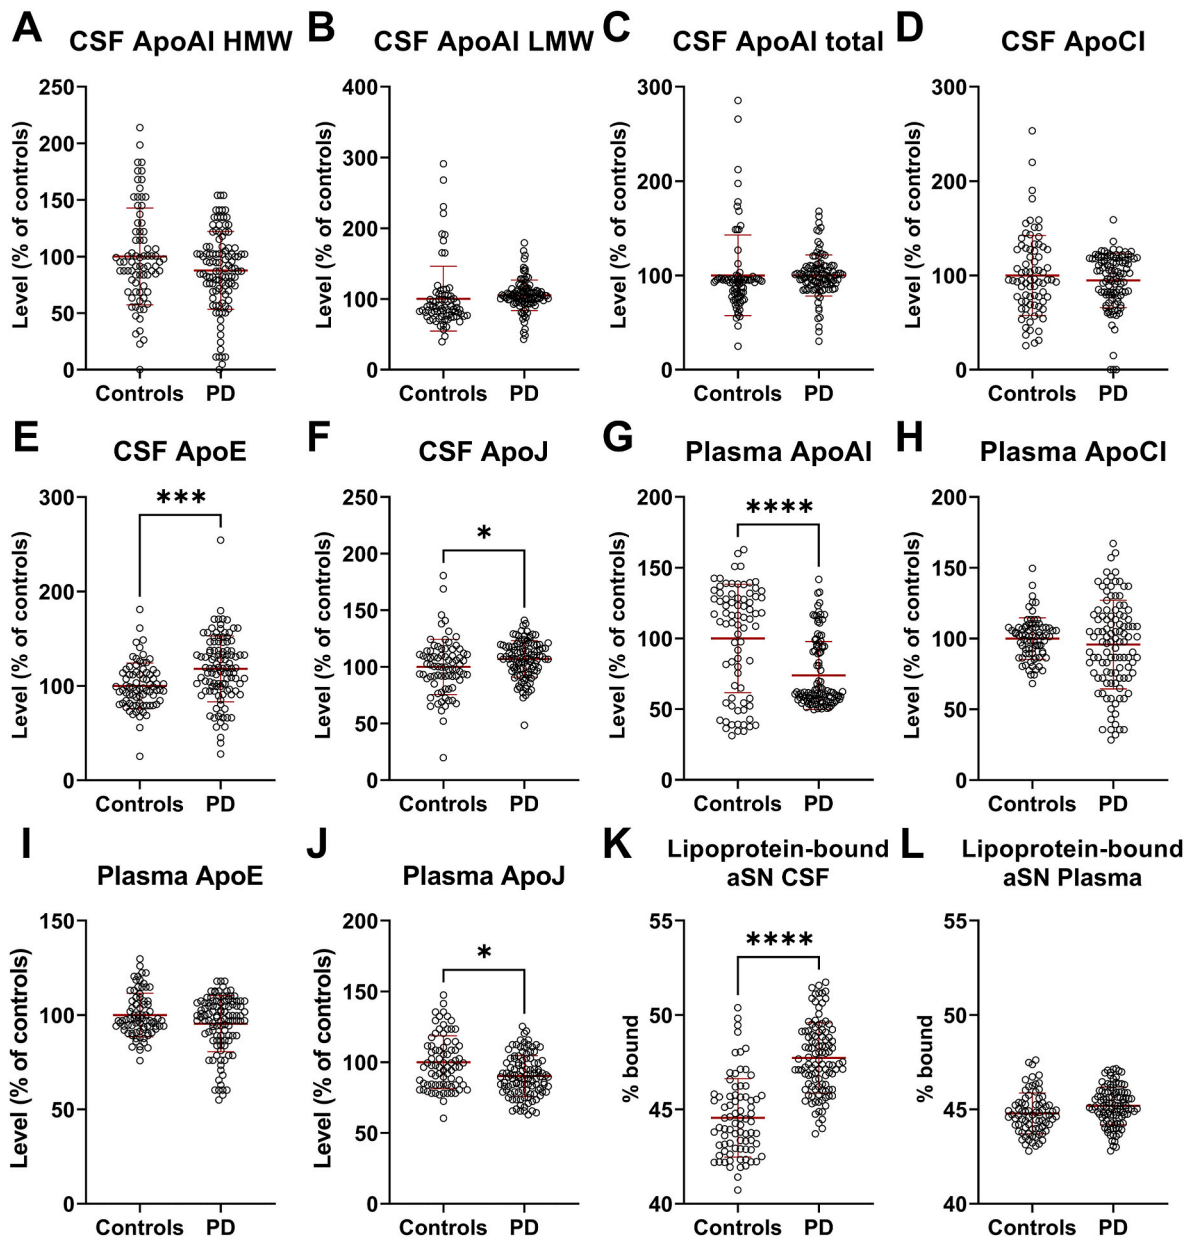 A CSF ApoAI HMW
Level (% of controls)
250
200
150
100
50
0
Controls PD
B CSF ApoAI LMW
Level (% of controls)
400
300
200
100
0
Controls PD
C CSF ApoAI total
Level (% of controls)
300
200
100
0
Controls PD
D CSF ApoCI
Level (% of controls)
300
200
100
0
Controls PD
E CSF ApoE
Level (% of controls)
300
200
100
0
***
Controls PD
F CSF ApoJ
Level (% of controls)
250
200
150
100
50
0
*
Controls PD
G Plasma ApoAI
Level (% of controls)
200
150
100
50
0
****
Controls PD
H Plasma ApoCI
Level (% of controls)
200
150
100
50
0
Controls PD
I Plasma ApoE
Level (% of controls)
150
100
50
0
Controls PD
J Plasma ApoJ
Level (% of controls)
200
150
100
50
0
*
Controls PD
K Lipoprotein-bound
aSN CSF
% bound
55
50
45
40
****
Controls PD
L Lipoprotein-bound
aSN Plasma
% bound
55
50
45
40
Controls PD